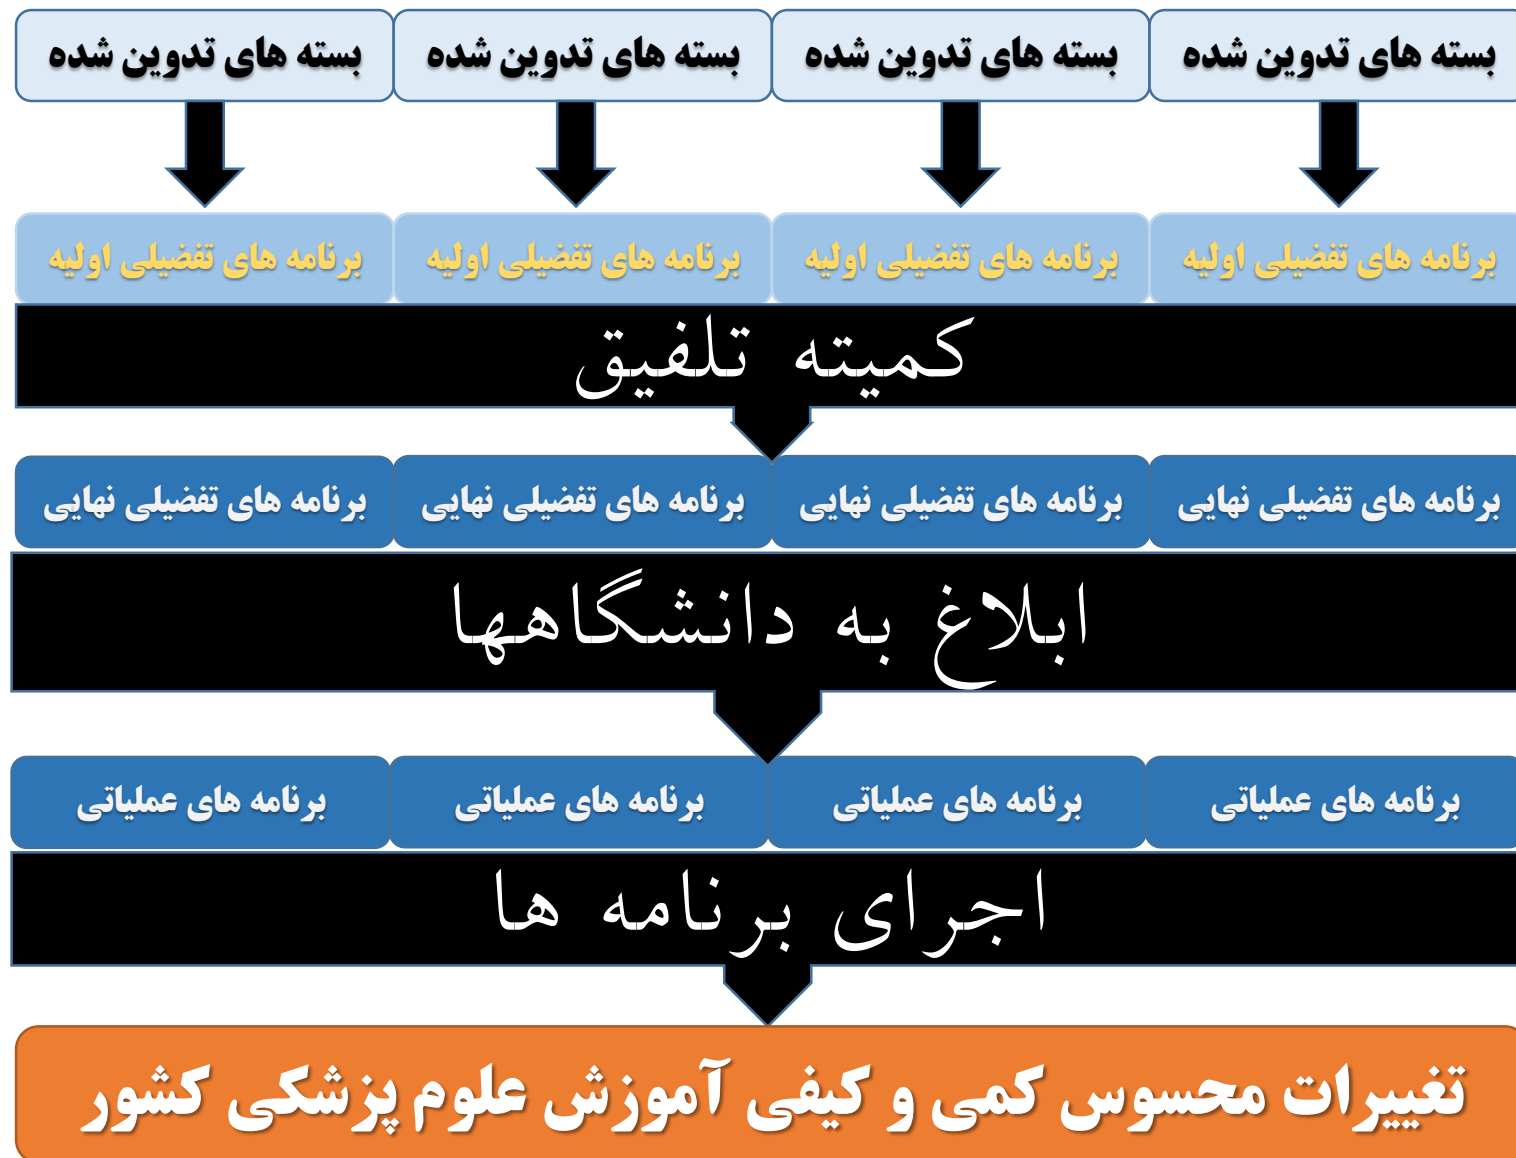 بسته های تدوین شده
بسته های تدوین شده
بسته های تدوین شده
بسته های تدوین شده
برنامه های تفضیلی اولیه
برنامه های تفضیلی اولیه
برنامه های تفضیلی اولیه
برنامه های تفضیلی اولیه
کمیته تلفیق
برنامه های تفضیلی نهایی
برنامه های تفضیلی نهایی
برنامه های تفضیلی نهایی
برنامه های تفضیلی نهایی
ابلاغ به دانشگاهها
برنامه های عملیاتی
برنامه های عملیاتی
برنامه های عملیاتی
برنامه های عملیاتی
اجرای برنامه ها
تغییرات محسوس کمی و کیفی آموزش علوم پزشکی کشور